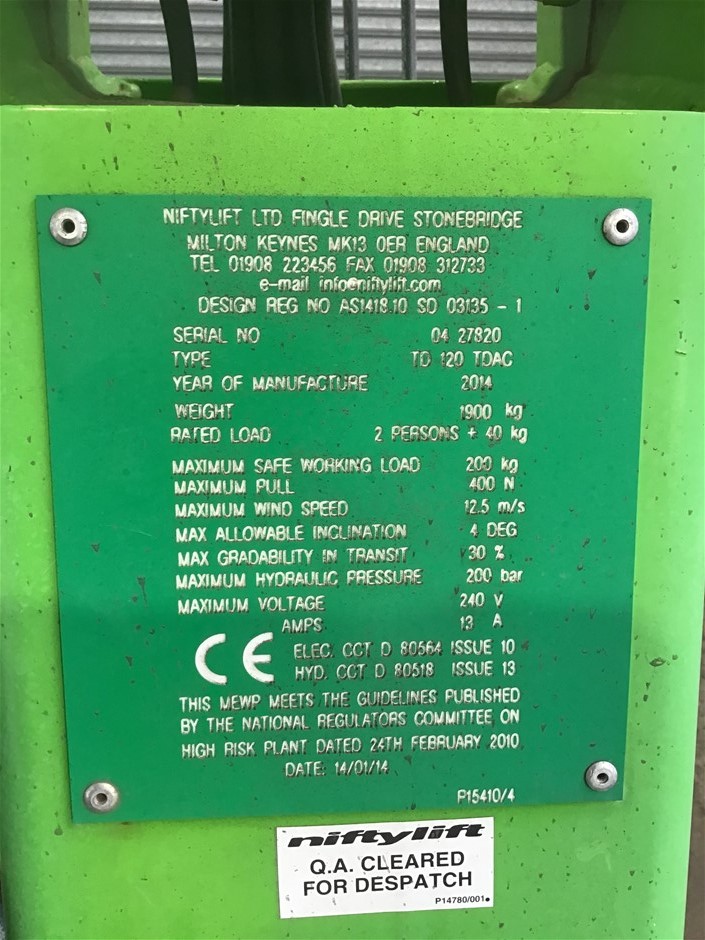 NIFTYLIFT LTD FINGLE DRIVE STONEBRIDGE
MILTON KEYNES MK13 0ER ENGLAND
TEL 01908 223456 FAX 01908 312733
e-mail info@niftylift.com
DESIGN REG NO AS1418.10 SD 03135 - 1
SERIAL NO 04 27820
TYPE TD 120 TDAC
YEAR OF MANUFACTURE 2014
WEIGHT 1900 kg
RATED LOAD 2 PERSONS + 40 kg
MAXIMUM SAFE WORKING LOAD 200 kg
MAXIMUM PULL 400 N
MAXIMUM WIND SPEED 12.5 m/s
MAX ALLOWABLE INCLINATION 4 DEG
MAX GRADABILITY IN TRANSIT 30 %
MAXIMUM HYDRAULIC PRESSURE 200 bar
MAXIMUM VOLTAGE 240 V
AMPS 13 A
CE ELEC. CCT D 80564 ISSUE 10
HYD. CCT D 80518 ISSUE 13
THIS MEWP MEETS THE GUIDELINES PUBLISHED
BY THE NATIONAL REGULATORS COMMITTEE ON
HIGH RISK PLANT DATED 24TH FEBRUARY 2010
DATE: 14/01/14
P15410/4
niftylift
Q.A. CLEARED
FOR DESPATCH
P14780/001